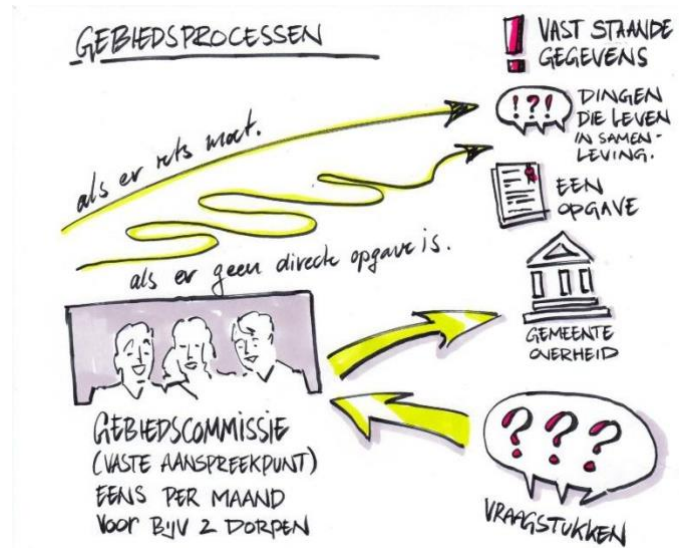 GEBIEDSPROCESSEN
als er iets moet.
als er geen directe opgave is.
! VAST STAANDE
GEGEVENS
!?! DINGEN
DIE LEVEN
IN SAMEN-
LEVING.
EEN
OPGAVE
GEMEENTE
OVERHEID
GEBIEDSCOMMISSIE
(VASTE AANSPREEKPUNT)
EENS PER MAAND
VOOR BIJV 2 DORPEN
???
VRAAGSTUKKEN